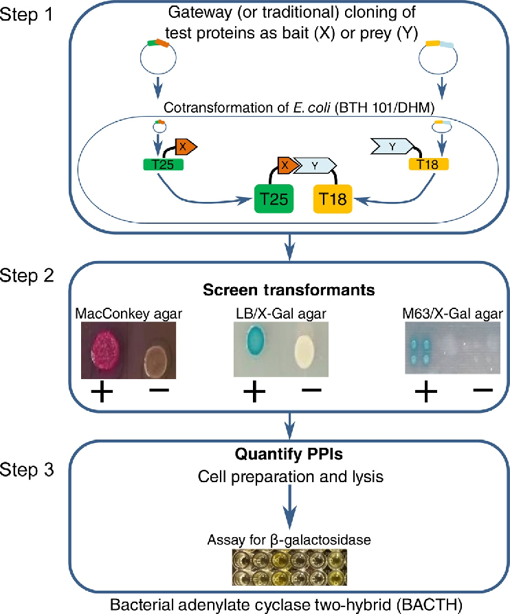 Step 1
Gateway (or traditional) cloning of
test proteins as bait (X) or prey (Y)
Cotransformation of E. coli (BTH 101/DHM)
X
T25
X
Y
T25
T18
Y
T18
Step 2
Screen transformants
MacConkey agar
LB/X-Gal agar
M63/X-Gal agar
+ −
+ −
+ −
Step 3
Quantify PPIs
Cell preparation and lysis
Assay for β-galactosidase
Bacterial adenylate cyclase two-hybrid (BACTH)